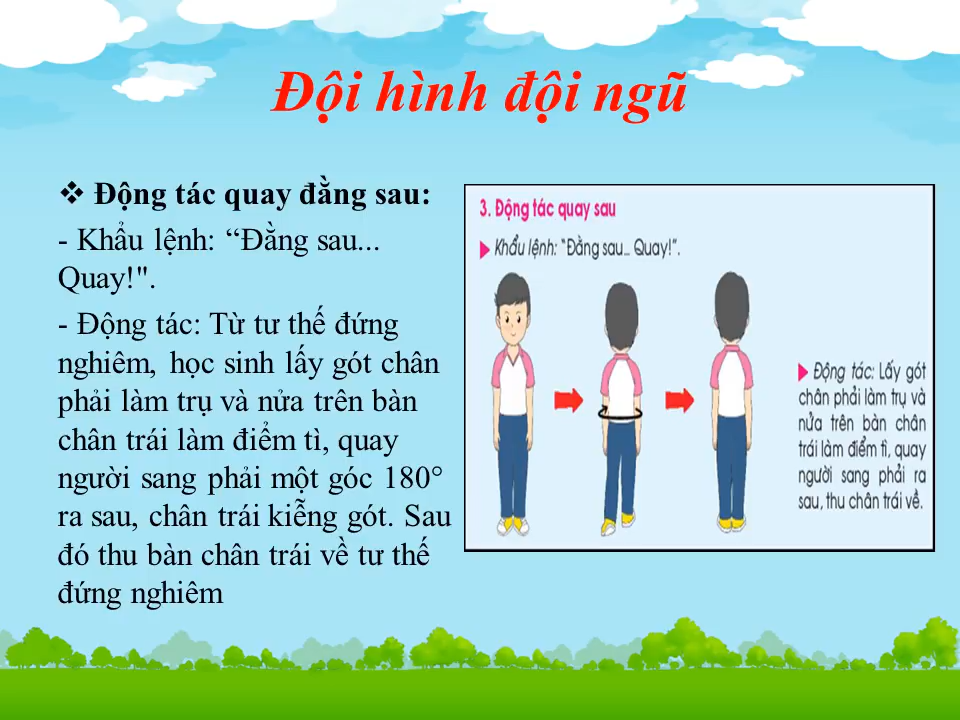 Đội hình đội ngũ
❖ Động tác quay đằng sau:
- Khẩu lệnh: “Đằng sau...
Quay!".
- Động tác: Từ tư thế đứng
nghiêm, học sinh lấy gót chân
phải làm trụ và nửa trên bàn
chân trái làm điểm tì, quay
người sang phải một góc 180°
ra sau, chân trái kiễng gót. Sau
đó thu bàn chân trái về tư thế
đứng nghiêm
3. Động tác quay sau
Khẩu lệnh: “Đằng sau... Quay!”.
Động tác: Lấy gót
chân phải làm trụ và
nửa trên bàn chân
trái làm điểm tì, quay
người sang phải ra
sau, thu chân trái về.